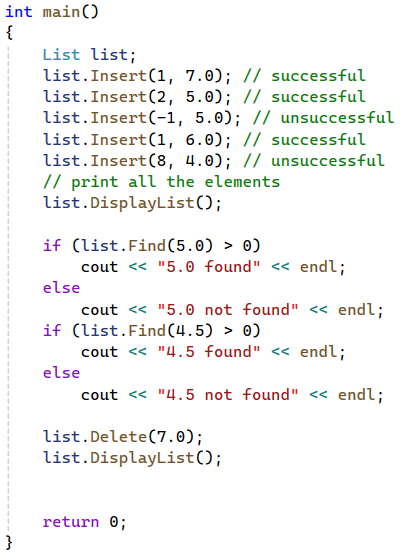 int main()
{
    List list;
    list.Insert(1, 7.0); // successful
    list.Insert(2, 5.0); // successful
    list.Insert(-1, 5.0); // unsuccessful
    list.Insert(1, 6.0); // successful
    list.Insert(8, 4.0); // unsuccessful
    // print all the elements
    list.DisplayList();

    if (list.Find(5.0) > 0)
        cout << "5.0 found" << endl;
    else
        cout << "5.0 not found" << endl;
    if (list.Find(4.5) > 0)
        cout << "4.5 found" << endl;
    else
        cout << "4.5 not found" << endl;

    list.Delete(7.0);
    list.DisplayList();


    return 0;
}